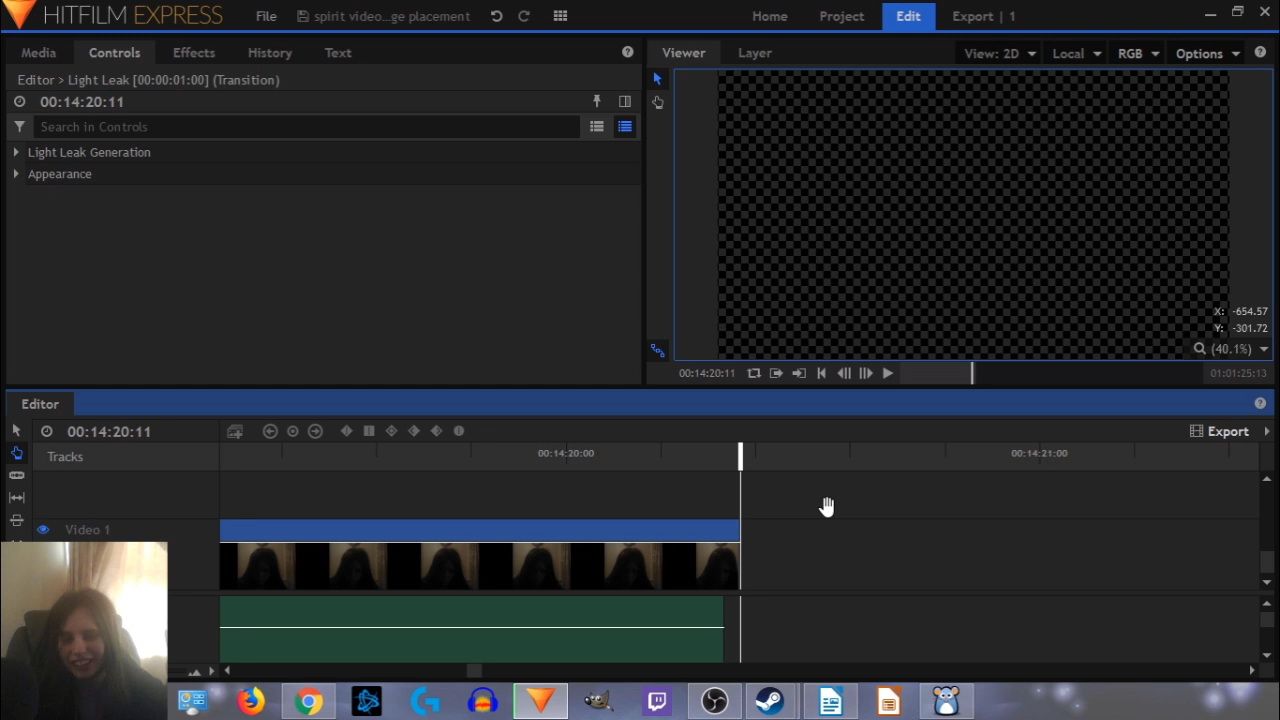 HITFILM EXPRESS
File
spirit video...ge placement
Home
Project
Edit
Export | 1
Media
Controls
Effects
History
Text
Viewer
Layer
View: 2D
Local
RGB
Options
Editor > Light Leak [00:00:01:00] (Transition)
00:14:20:11
Search in Controls
Light Leak Generation
Appearance
X: -654.57
Y: -301.72
(40.1%)
00:14:20:11
01:01:25:13
Editor
00:14:20:11
Export
Tracks
00:14:20:00
00:14:21:00
Video 1